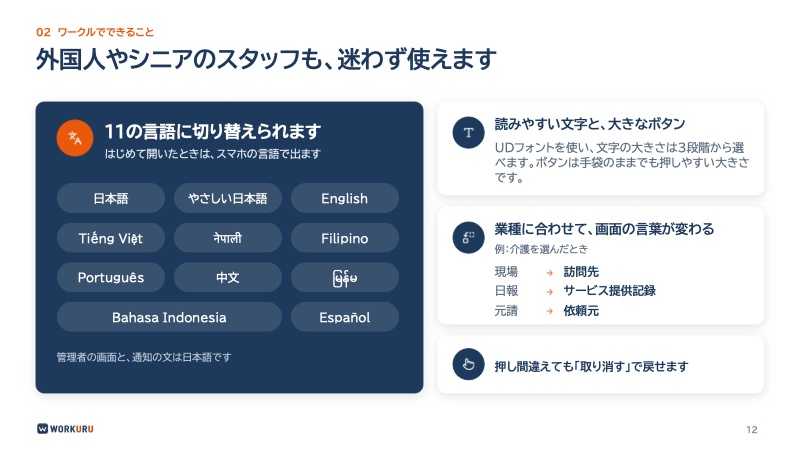 02 ワークルでできること
外国人やシニアのスタッフも、迷わず使えます
11の言語に切り替えられます
はじめて開いたときは、スマホの言語で出ます
日本語
やさしい日本語
English
Tiếng Việt
नेपाली
Filipino
Português
中文
မြန်မာ
Bahasa Indonesia
Español
管理者の画面と、通知の文は日本語です
読みやすい文字と、大きなボタン
UDフォントを使い、文字の大きさは3段階から選
べます。ボタンは手袋のままでも押しやすい大きさ
です。
業種に合わせて、画面の言葉が変わる
例:介護を選んだとき
現場 → 訪問先
日報 → サービス提供記録
元請 → 依頼元
押し間違えても「取り消す」で戻せます
WORKURU
12